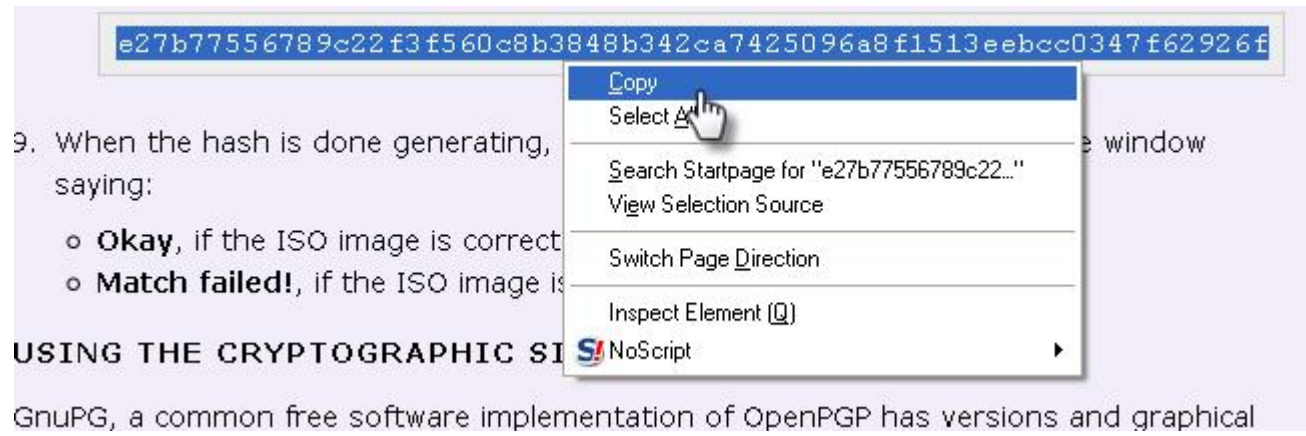 e27b77556789c22f3f560c8b3848b342ca7425096a8f1513eebcc0347f62926f
Copy
Select
9. When the hash is done generating, window
Search Startpage for "e27b77556789c22..."
saying:
View Selection Source
Okay, if the ISO image is correct
Switch Page Direction
Match failed!, if the ISO image
Inspect Element (Q)
USING THE CRYPTOGRAPHIC
NoScript
GnuPG, a common free software implementation of OpenPGP has versions and graphical